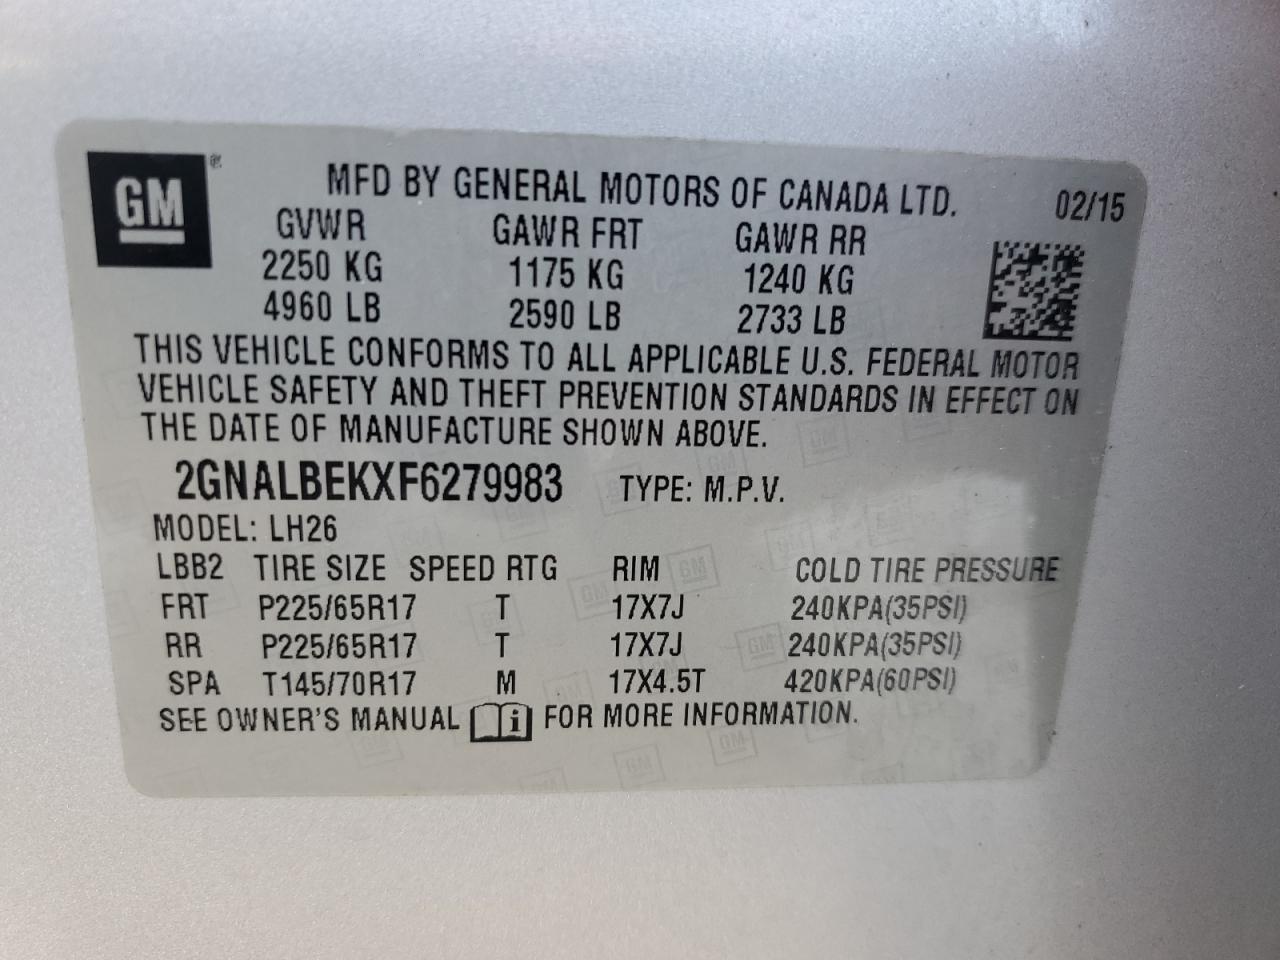 GM ® MFD BY GENERAL MOTORS OF CANADA LTD. 02/15
GVWR GAWR FRT GAWR RR
2250 KG 1175 KG 1240 KG
4960 LB 2590 LB 2733 LB
THIS VEHICLE CONFORMS TO ALL APPLICABLE U.S. FEDERAL MOTOR
VEHICLE SAFETY AND THEFT PREVENTION STANDARDS IN EFFECT ON
THE DATE OF MANUFACTURE SHOWN ABOVE.
2GNALBEKXF6279983 TYPE: M.P.V.
MODEL: LH26
LBB2 TIRE SIZE SPEED RTG RIM COLD TIRE PRESSURE
FRT P225/65R17 T 17X7J 240KPA(35PSI)
RR P225/65R17 T 17X7J 240KPA(35PSI)
SPA T145/70R17 M 17X4.5T 420KPA(60PSI)
SEE OWNER'S MANUAL i FOR MORE INFORMATION.